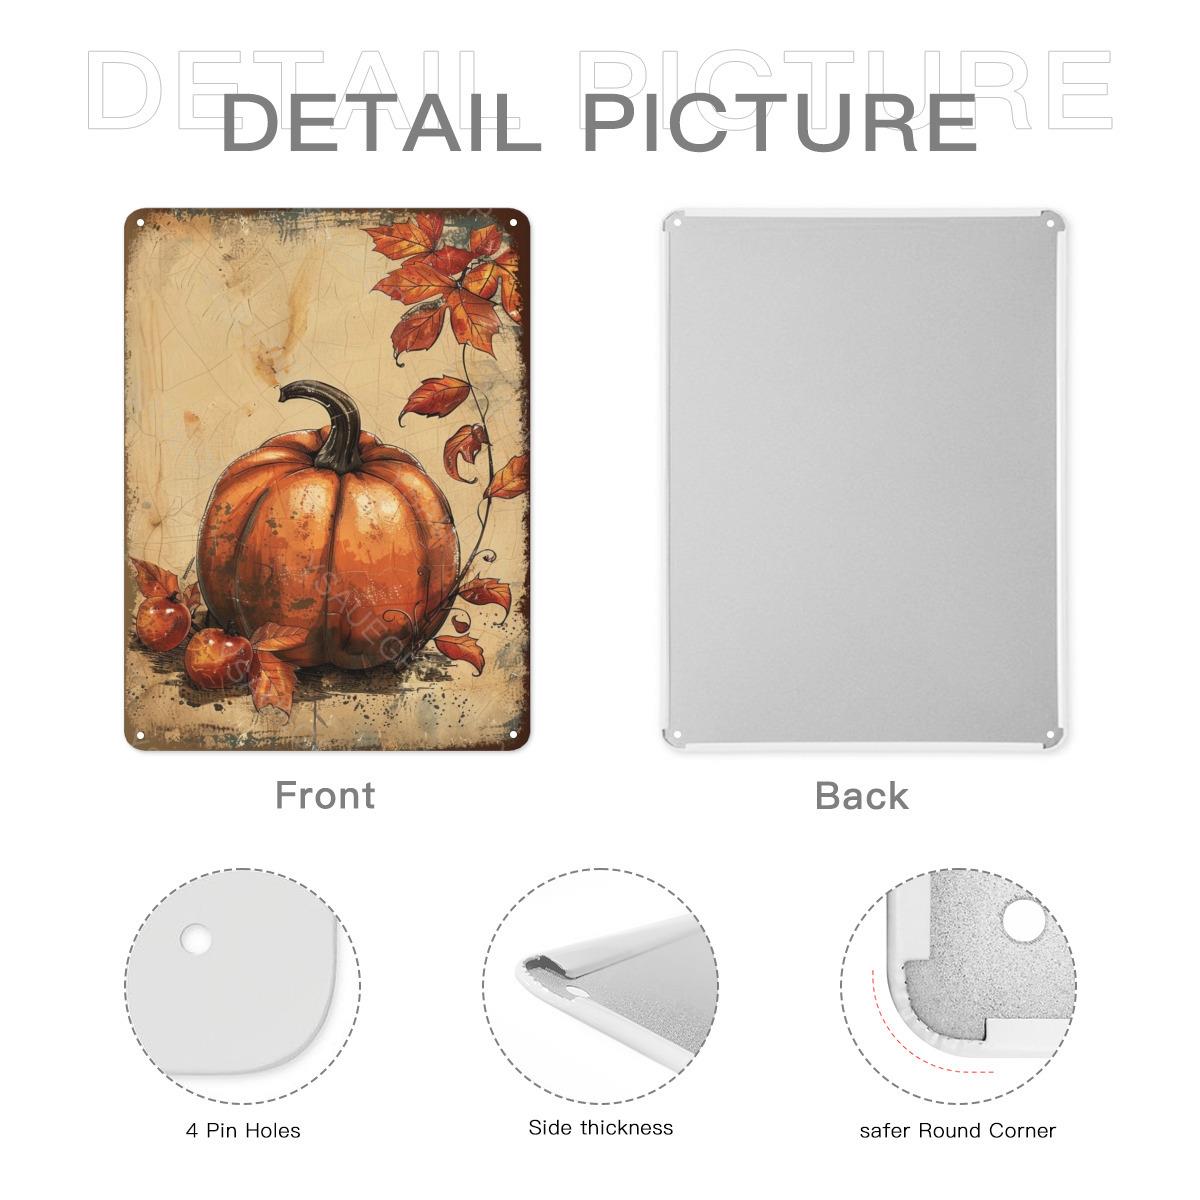 DETAIL PICTURE
DETAIL PICTURE
Front
Back
4 Pin Holes
Side thickness
safer Round Corner